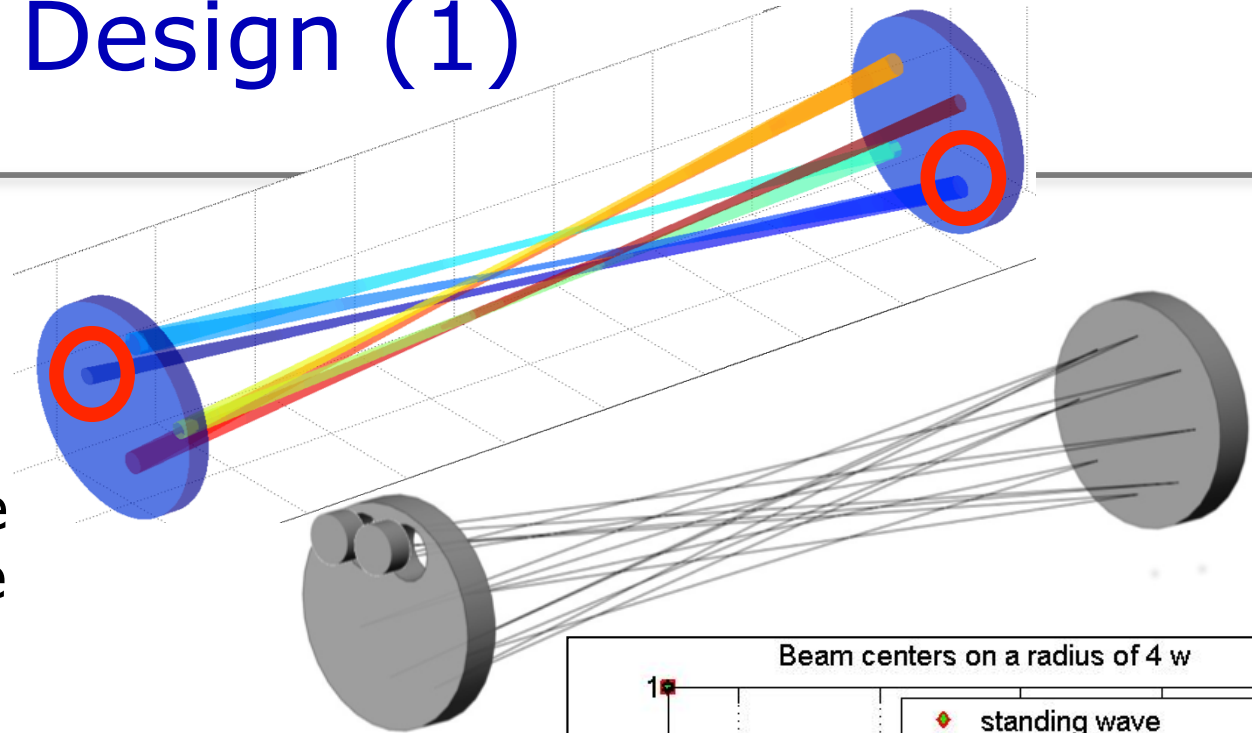 Design (1)
e
e
Beam centers on a radius of 4 w
1
standing wave